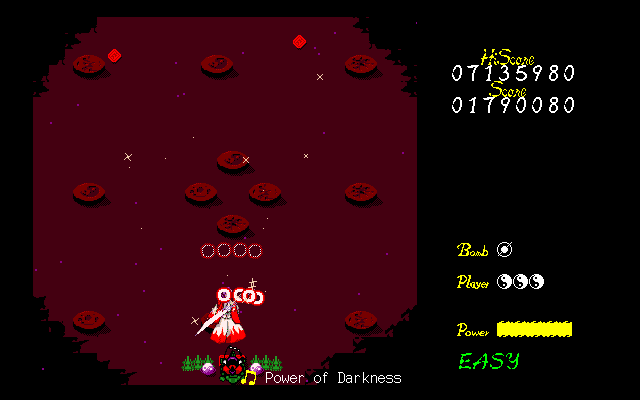 HiScore
07135980
Score
01790080
Bomb
Player
Power
EASY
Power of Darkness